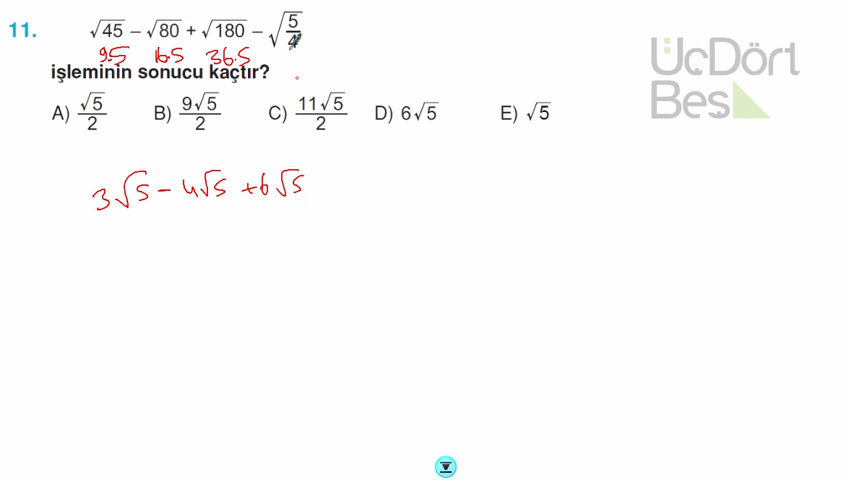 11. √45 − √80 + √180 − √(5/4)
9.5 16.5 36.5
işleminin sonucu kaçtır?
A) √5/2 B) 9√5/2 C) 11√5/2 D) 6√5 E) √5
3√5 − 4√5 + 6√5
ÜçDört
Beş